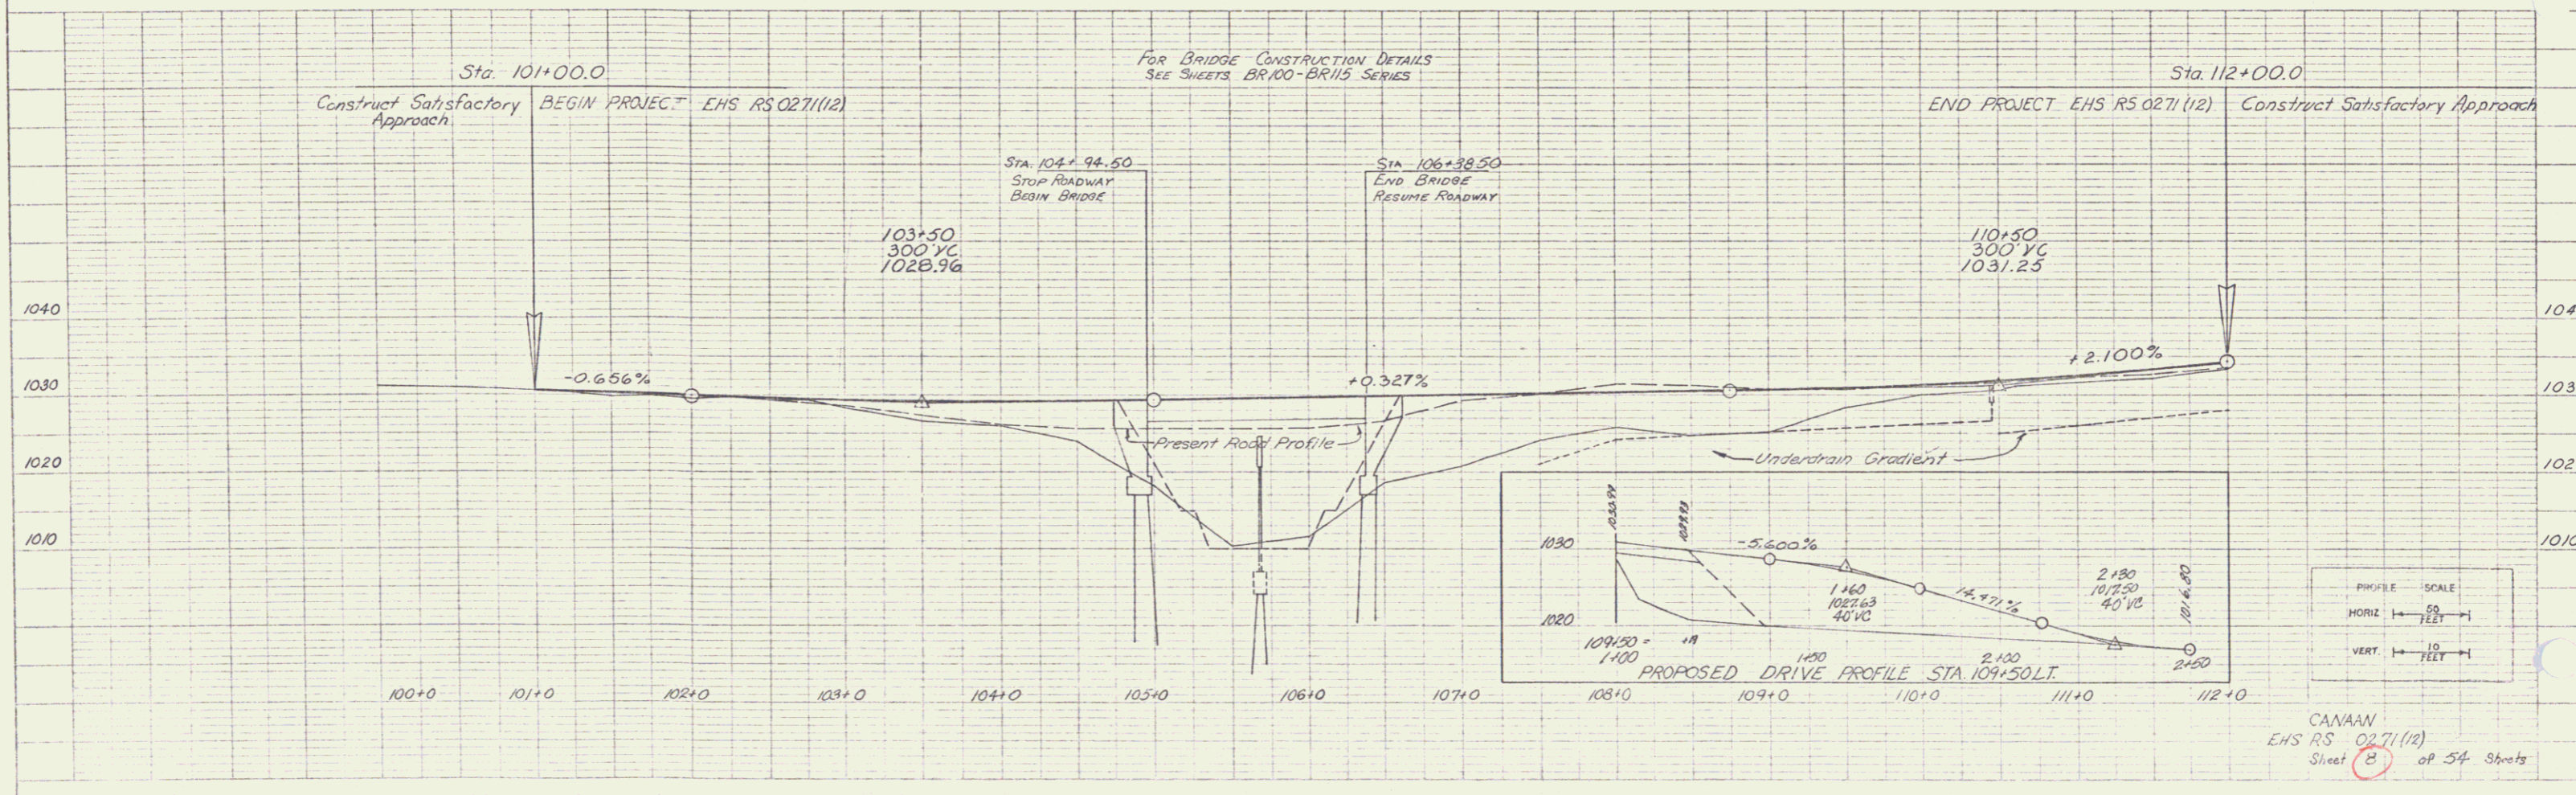 FOR BRIDGE CONSTRUCTION DETAILS
SEE SHEETS BR100-BR115 SERIES
Sta. 101+00.0
Construct Satisfactory
Approach
BEGIN PROJECT EHS RS 0271(12)
Sta. 112+00.0
END PROJECT EHS RS 0271(12)
Construct Satisfactory Approach
STA. 104+94.50
STOP ROADWAY
BEGIN BRIDGE
STA 106+38.50
END BRIDGE
RESUME ROADWAY
103+50
300' VC
1028.96
110+50
300' VC
1031.25
1040
104
-0.656%
+0.327%
+2.100%
1030
103
Present Road Profile
Underdrain Gradient
1020
102
1010
1010
1030
-5.600%
1+60
1027.63
40' VC
14.471%
2+30
1017.50
40' VC
1016.80
1020
109+50 =
1+00
1+50
2+00
2+50
PROPOSED DRIVE PROFILE STA. 109+50 LT.
PROFILE SCALE
HORIZ 50 FEET
VERT. 10 FEET
100+0 101+0 102+0 103+0 104+0 105+0 106+0 107+0 108+0 109+0 110+0 111+0 112+0
CANAAN
EHS RS 0271(12)
Sheet 8 of 54 Sheets